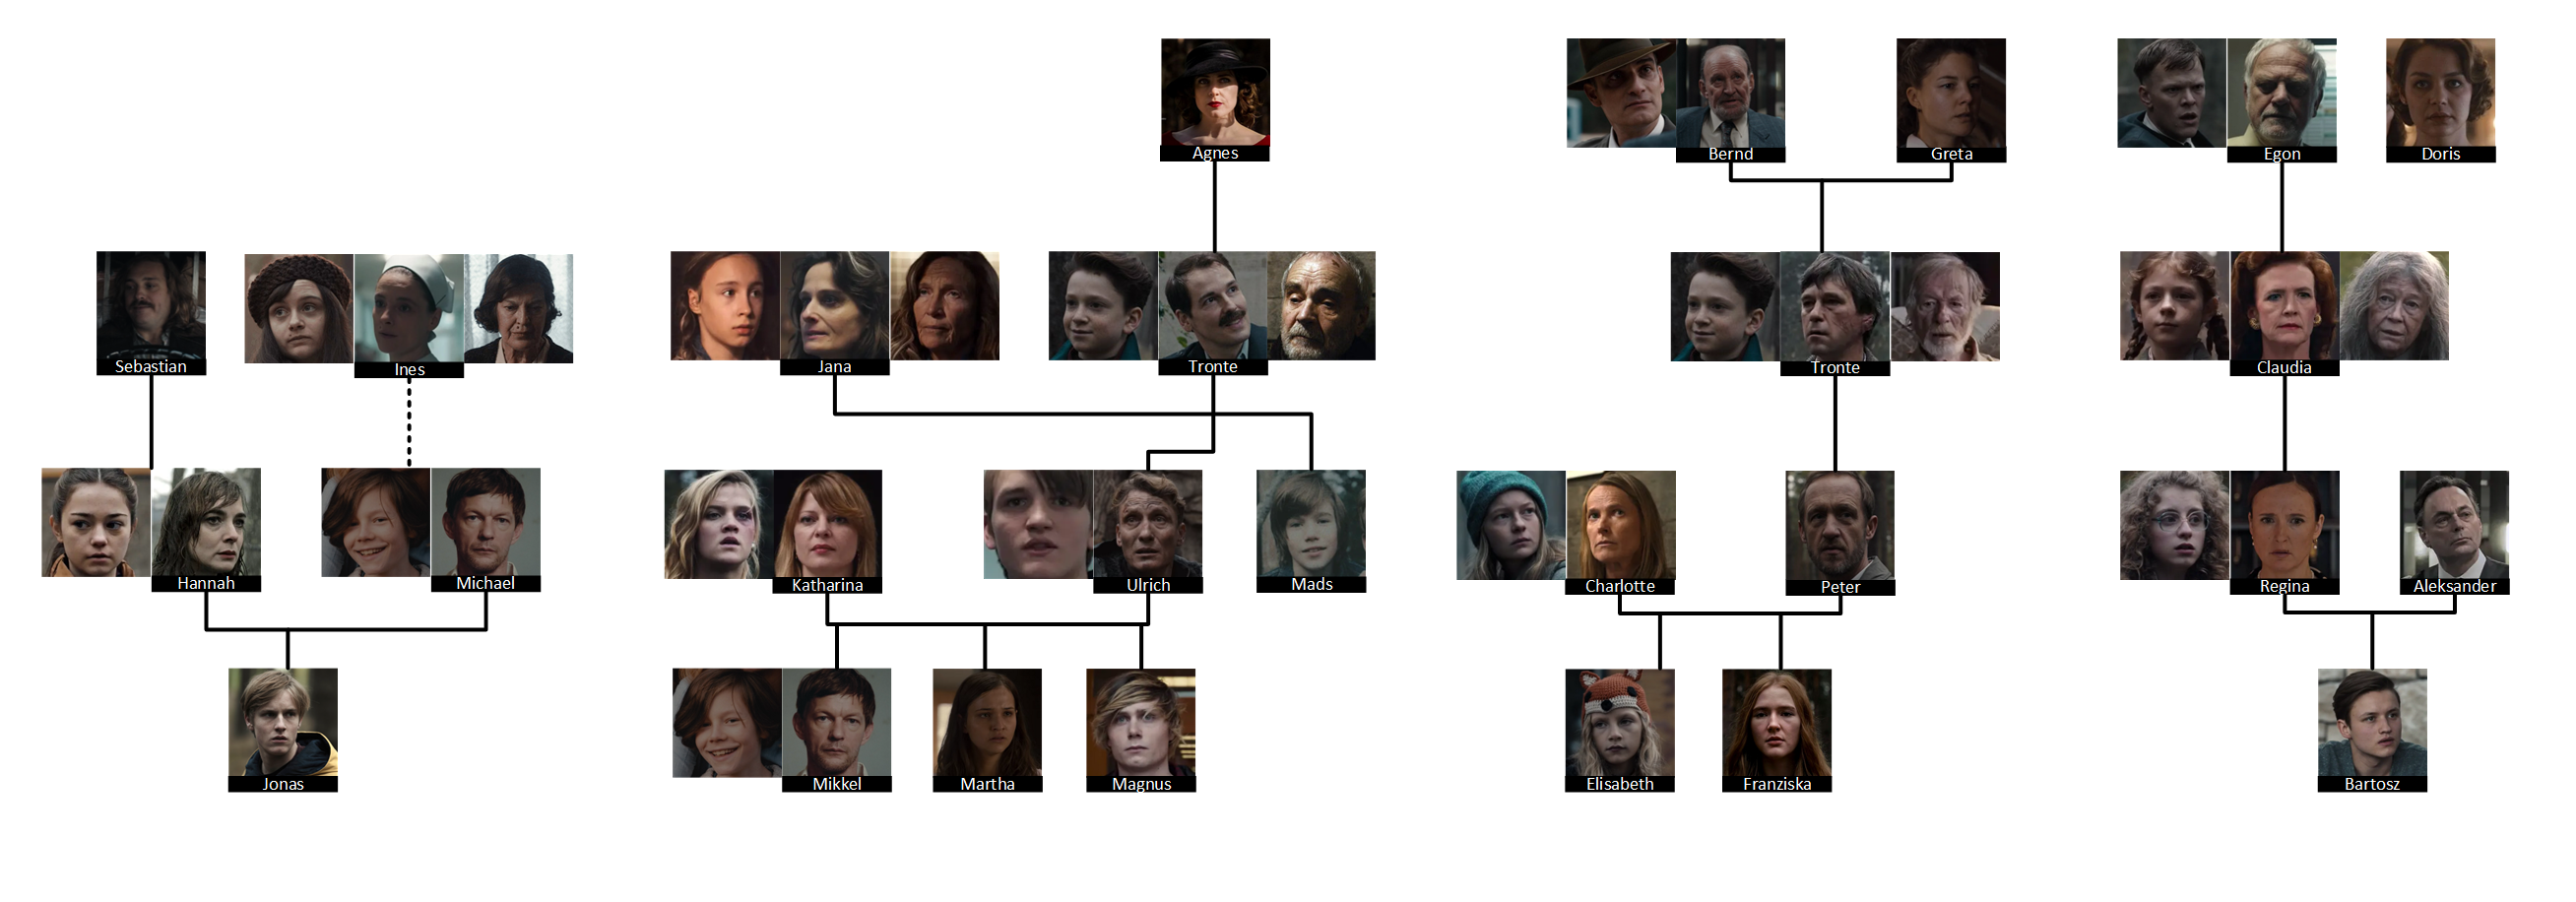 Agnes
Bernd
Greta
Egon
Doris
Sebastian
Ines
Jana
Tronte
Tronte
Claudia
Hannah
Michael
Katharina
Ulrich
Mads
Charlotte
Peter
Regina
Aleksander
Jonas
Mikkel
Martha
Magnus
Elisabeth
Franziska
Bartosz